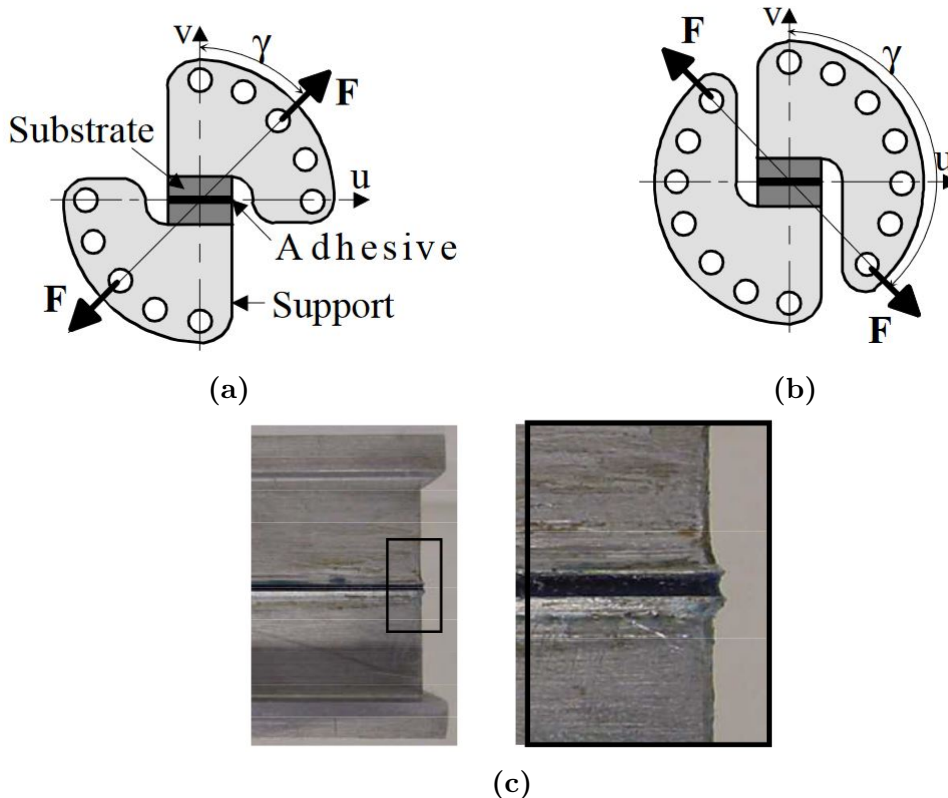 v
γ
F
Substrate
u
Adhesive
F
Support
(a)
v
F
γ
u
F
(b)
(c)